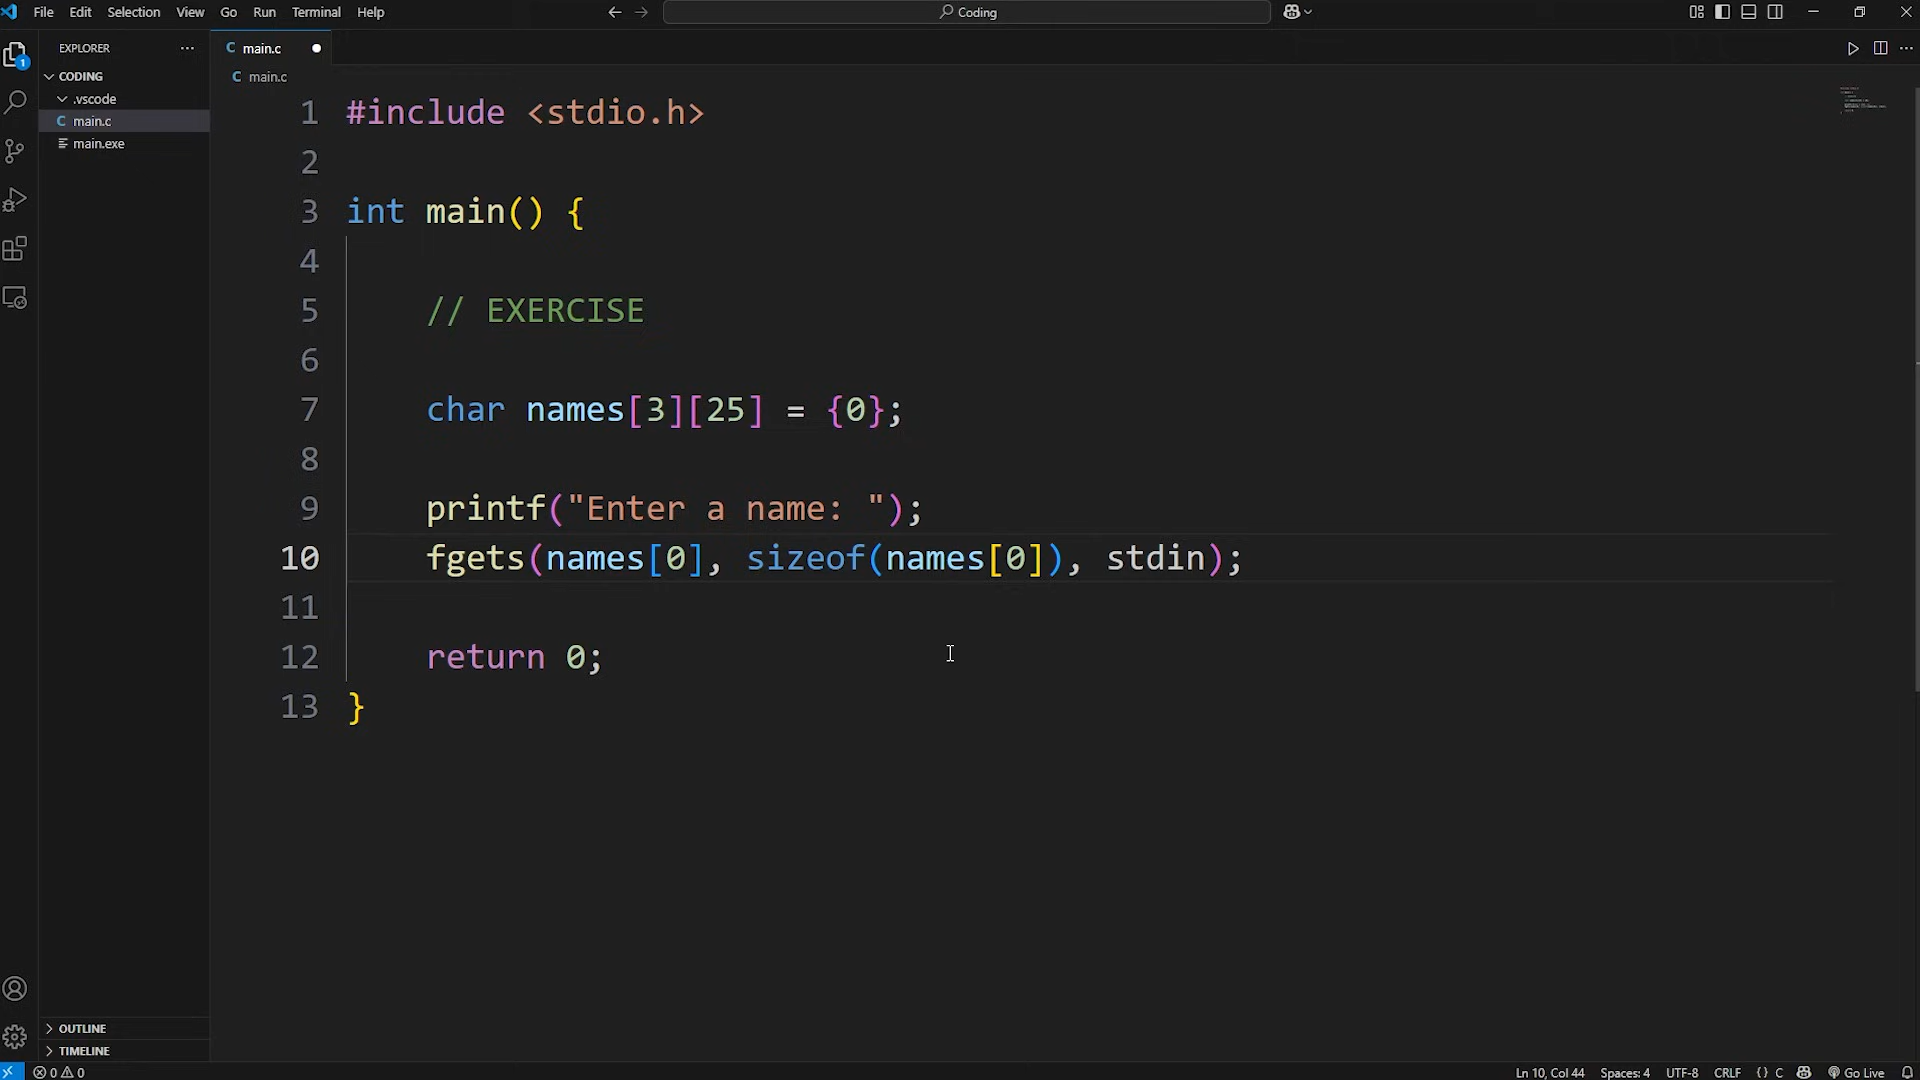 File Edit Selection View Go Run Terminal Help
Coding
EXPLORER
main.c
CODING
main.c
.vscode
main.c
main.exe
1
1 #include <stdio.h>
2
3 int main() {
4
5 // EXERCISE
6
7 char names[3][25] = {0};
8
9 printf("Enter a name: ");
10 fgets(names[0], sizeof(names[0]), stdin);
11
12 return 0;
13 }
OUTLINE
TIMELINE
0 0 Ln 10, Col 44 Spaces: 4 UTF-8 CRLF {} C Go Live